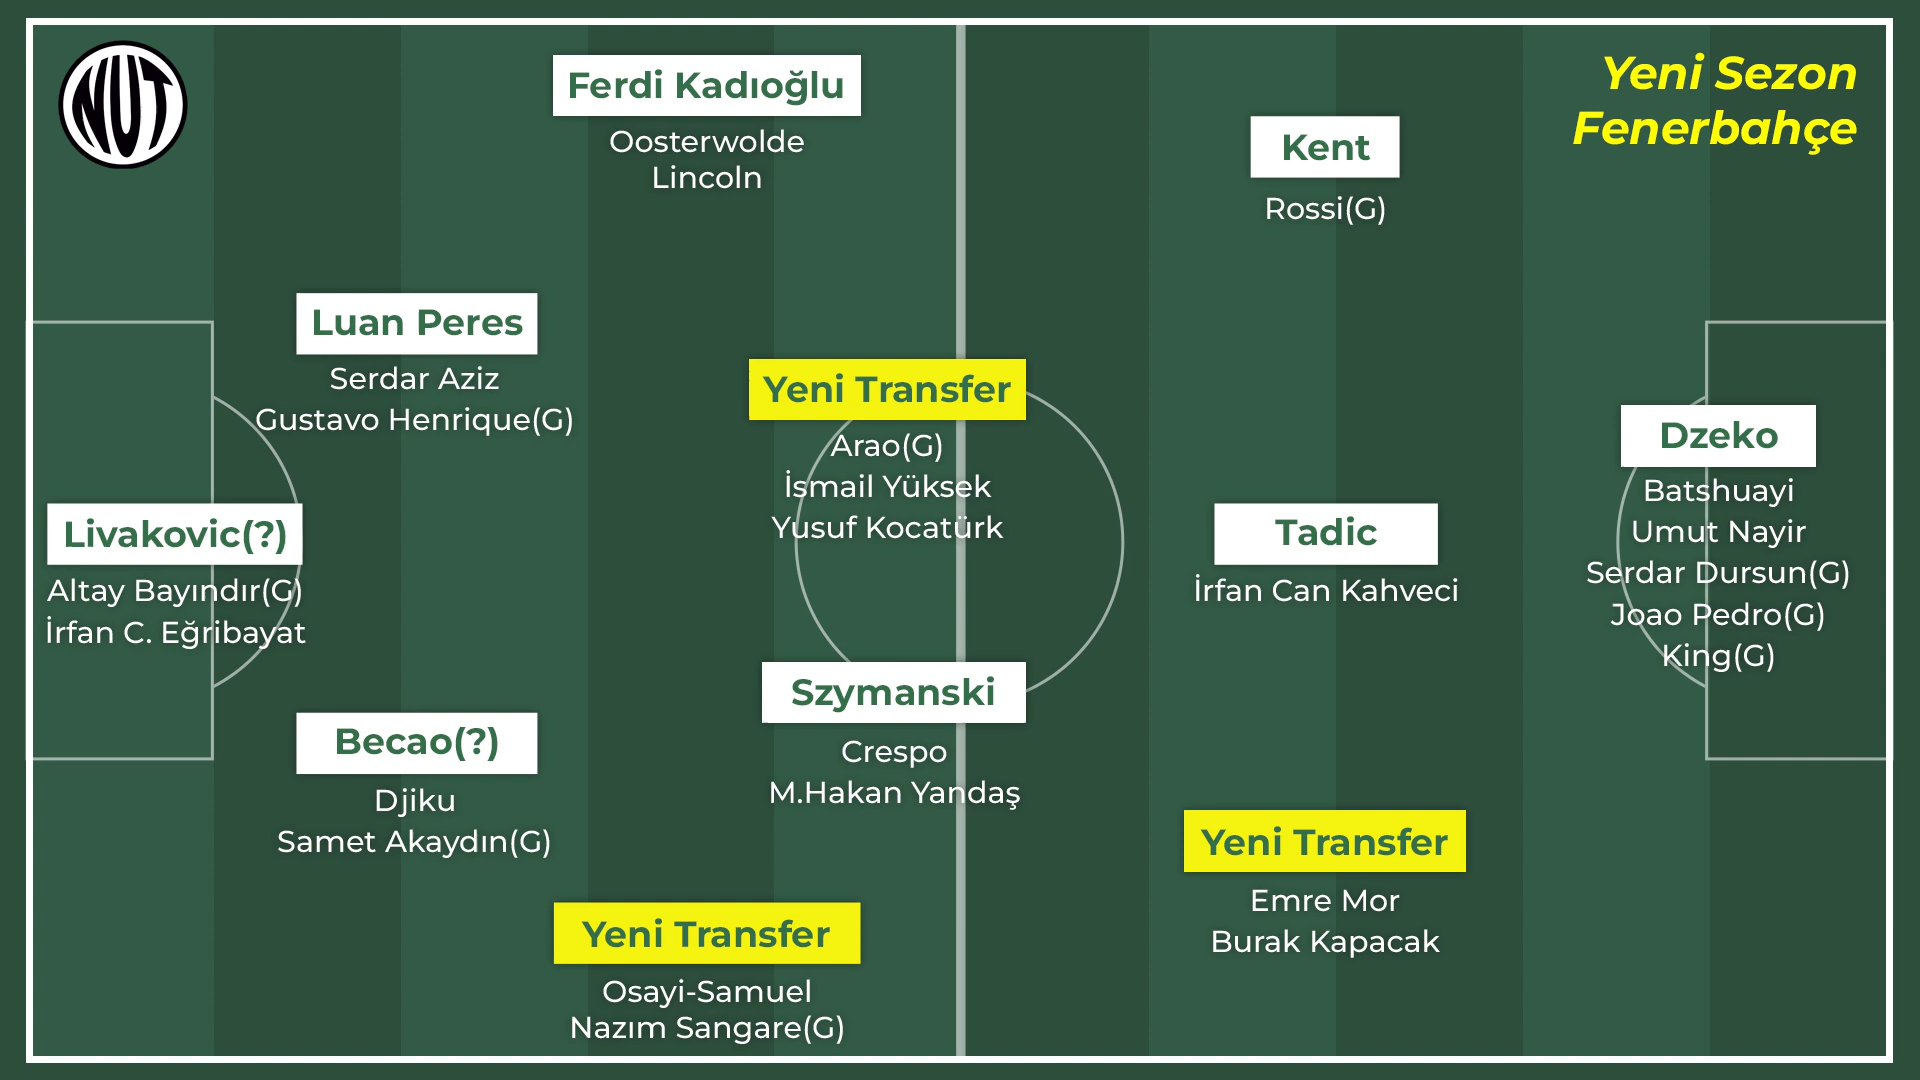 NUT
Yeni Sezon
Fenerbahçe
Ferdi Kadıoğlu
Oosterwolde
Lincoln
Kent
Rossi(G)
Luan Peres
Serdar Aziz
Gustavo Henrique(G)
Yeni Transfer
Arao(G)
İsmail Yüksek
Yusuf Kocatürk
Dzeko
Batshuayi
Umut Nayir
Serdar Dursun(G)
Joao Pedro(G)
King(G)
Livakovic(?)
Altay Bayındır(G)
İrfan C. Eğribayat
Tadic
İrfan Can Kahveci
Becao(?)
Djiku
Samet Akaydın(G)
Szymanski
Crespo
M.Hakan Yandaş
Yeni Transfer
Emre Mor
Burak Kapacak
Yeni Transfer
Osayi-Samuel
Nazım Sangare(G)